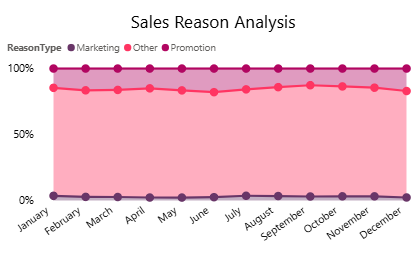 Sales Reason Analysis
ReasonType Marketing Other Promotion
100%
50%
0%
January February March April May June July August September October November December